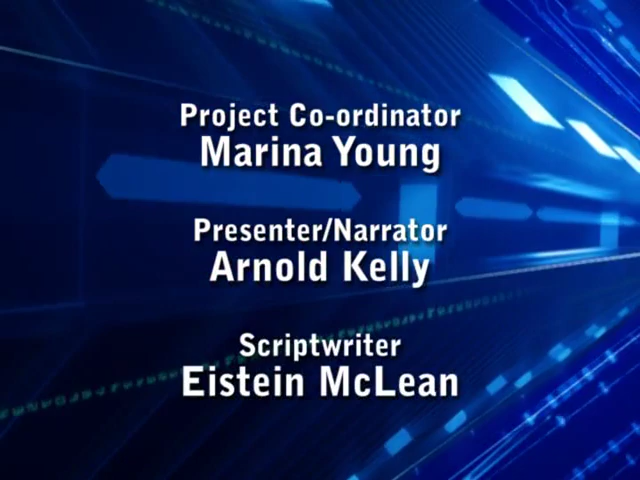 Project Co-ordinator
Marina Young
Presenter/Narrator
Arnold Kelly
Scriptwriter
Eistein McLean